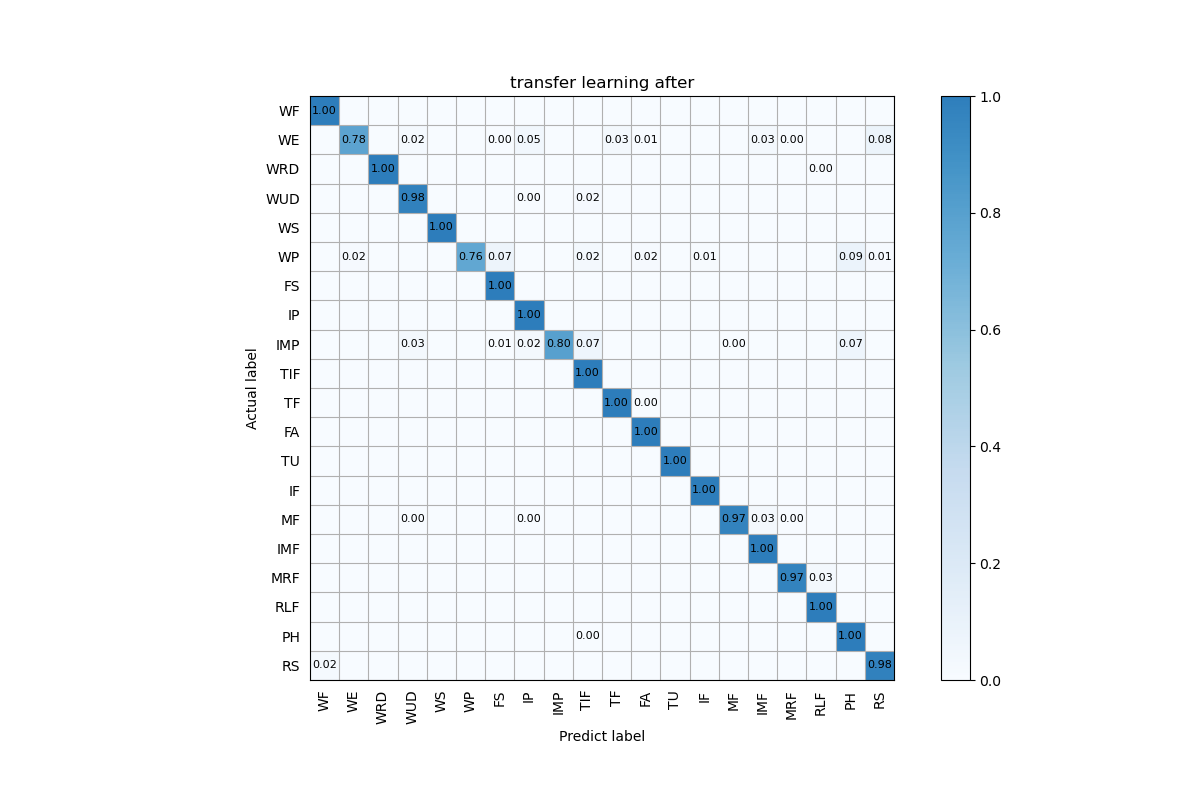 transfer learning after
WF 1.00 1.0
WE 0.78 0.02 0.00 0.05 0.03 0.01 0.03 0.00 0.08
WRD 1.00 0.00
WUD 0.98 0.00 0.02
0.8
WS 1.00
WP 0.02 0.76 0.07 0.02 0.02 0.01 0.09 0.01
FS 1.00
IP 1.00
0.6
IMP 0.03 0.01 0.02 0.80 0.07 0.00 0.07
TIF 1.00
Actual label
TF 1.00 0.00
FA 1.00
0.4
TU 1.00
IF 1.00
MF 0.00 0.00 0.97 0.03 0.00
IMF 1.00
0.2
MRF 0.97 0.03
RLF 1.00
PH 0.00 1.00
RS 0.02 0.98
0.0
WF WE WRD WUD WS WP FS IP IMP TIF TF FA TU IF MF IMF MRF RLF PH RS
Predict label